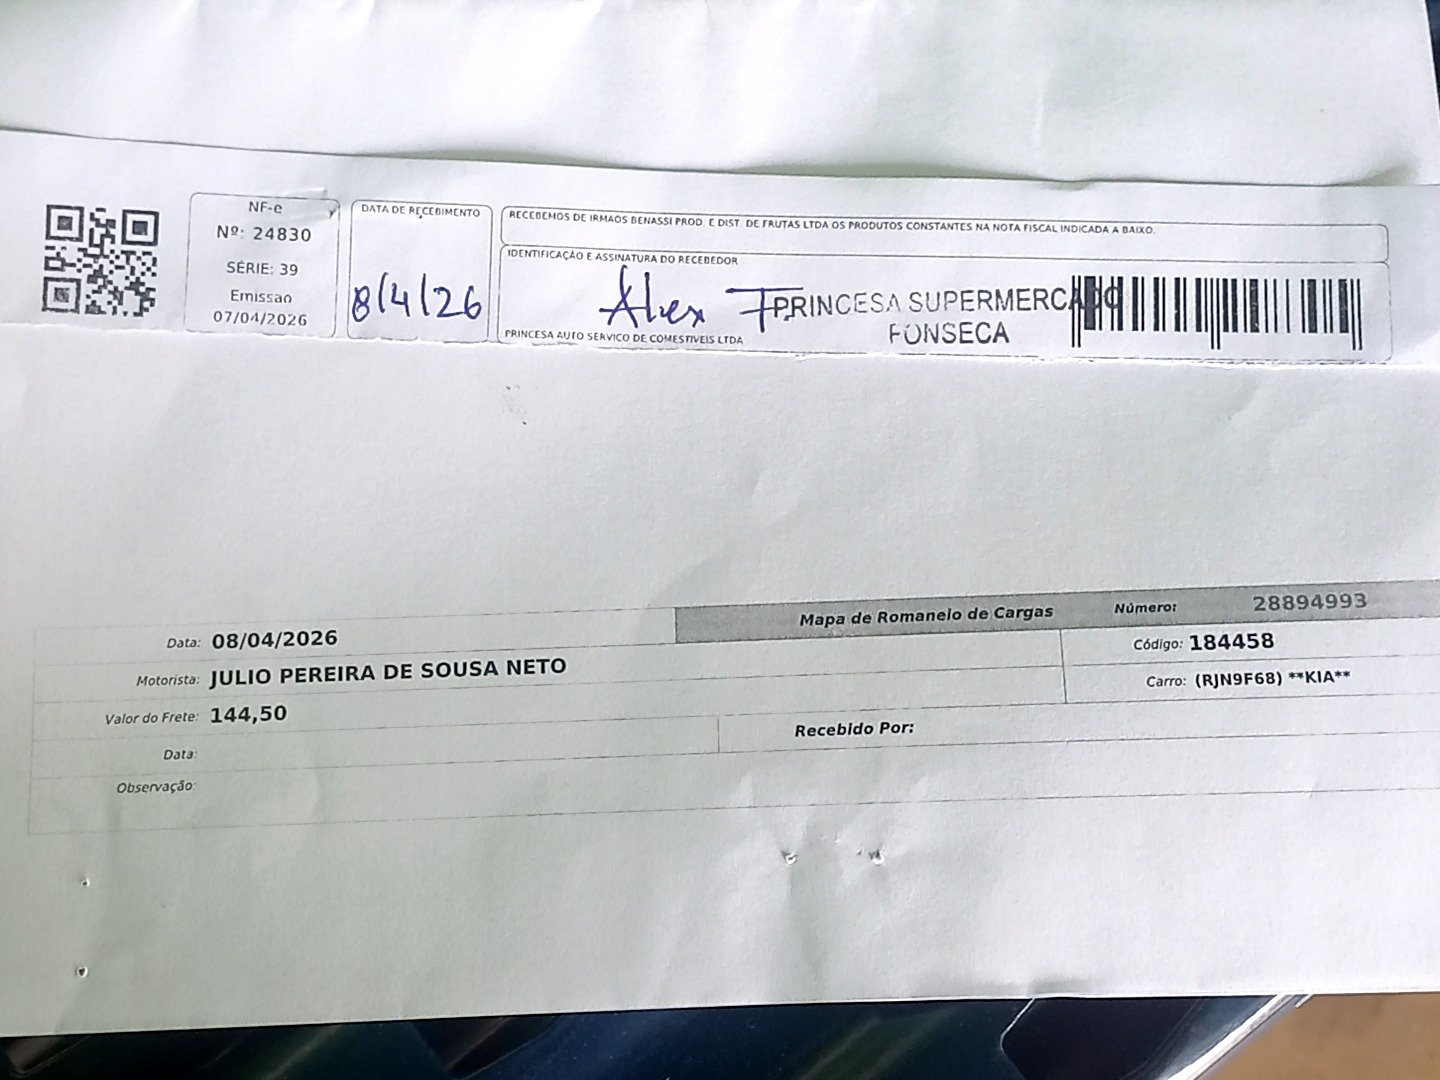 NF-e
Nº: 24830
SÉRIE: 39
Emissao
07/04/2026
DATA DE RECEBIMENTO
8/4/26
RECEBEMOS DE IRMAOS BENASSI PROD. E DIST. DE FRUTAS LTDA OS PRODUTOS CONSTANTES NA NOTA FISCAL INDICADA A BAIXO.
IDENTIFICAÇÃO E ASSINATURA DO RECEBEDOR
Alex F.
PRINCESA SUPERMERCADO
FONSECA
PRINCESA AUTO SERVICO DE COMESTIVEIS LTDA
Mapa de Romaneio de Cargas Número: 28894993
Data: 08/04/2026 Código: 184458
Motorista: JULIO PEREIRA DE SOUSA NETO Carro: (RJN9F68) **KIA**
Valor do Frete: 144,50
Data: Recebido Por:
Observação: